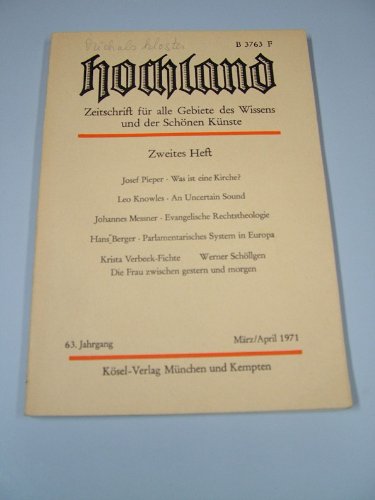 B 3763 F
Hochland
Zeitschrift für alle Gebiete des Wissens
und der Schönen Künste
Zweites Heft
Josef Pieper · Was ist eine Kirche?
Leo Knowles · An Uncertain Sound
Johannes Messner · Evangelische Rechtstheologie
Hans Berger · Parlamentarisches System in Europa
Krista Verbeek-Fichte Werner Schöllgen
Die Frau zwischen gestern und morgen
63. Jahrgang März/April 1971
Kösel-Verlag München und Kempten